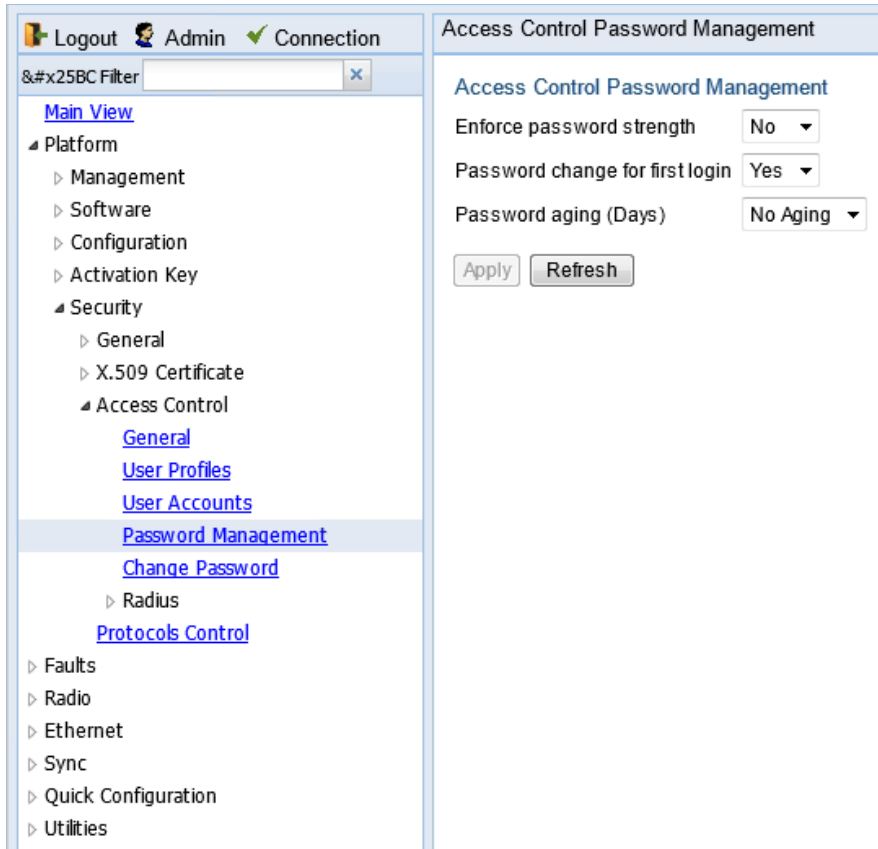 Logout Admin Connection
&#x25BC Filter
Main View
Platform
Management
Software
Configuration
Activation Key
Security
General
X.509 Certificate
Access Control
General
User Profiles
User Accounts
Password Management
Change Password
Radius
Protocols Control
Faults
Radio
Ethernet
Sync
Quick Configuration
Utilities
Access Control Password Management
Access Control Password Management
Enforce password strength No
Password change for first login Yes
Password aging (Days) No Aging
Apply Refresh